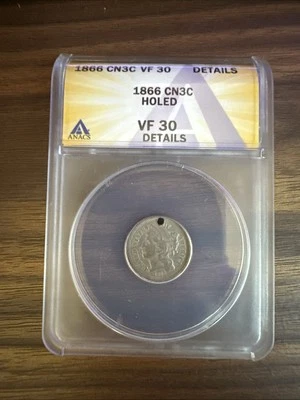 1866 CN3C VF 30 DETAILS
1866 CN3C
HOLED
VF 30
DETAILS
ANACS